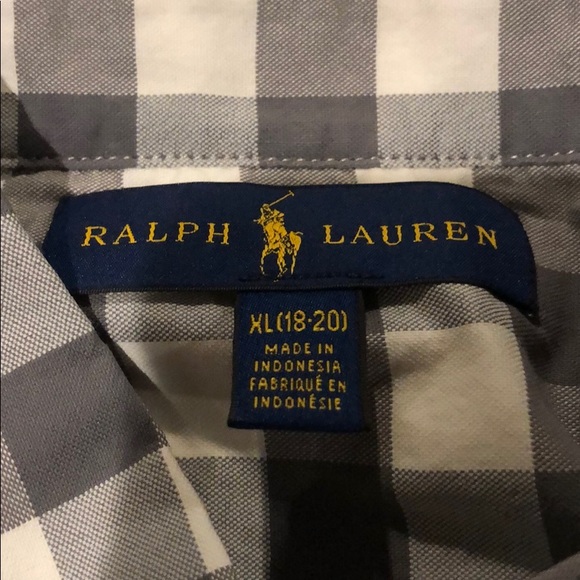 RALPH LAUREN
XL(18-20)
MADE IN
INDONESIA
FABRIQUÉ EN
INDONÉSIE